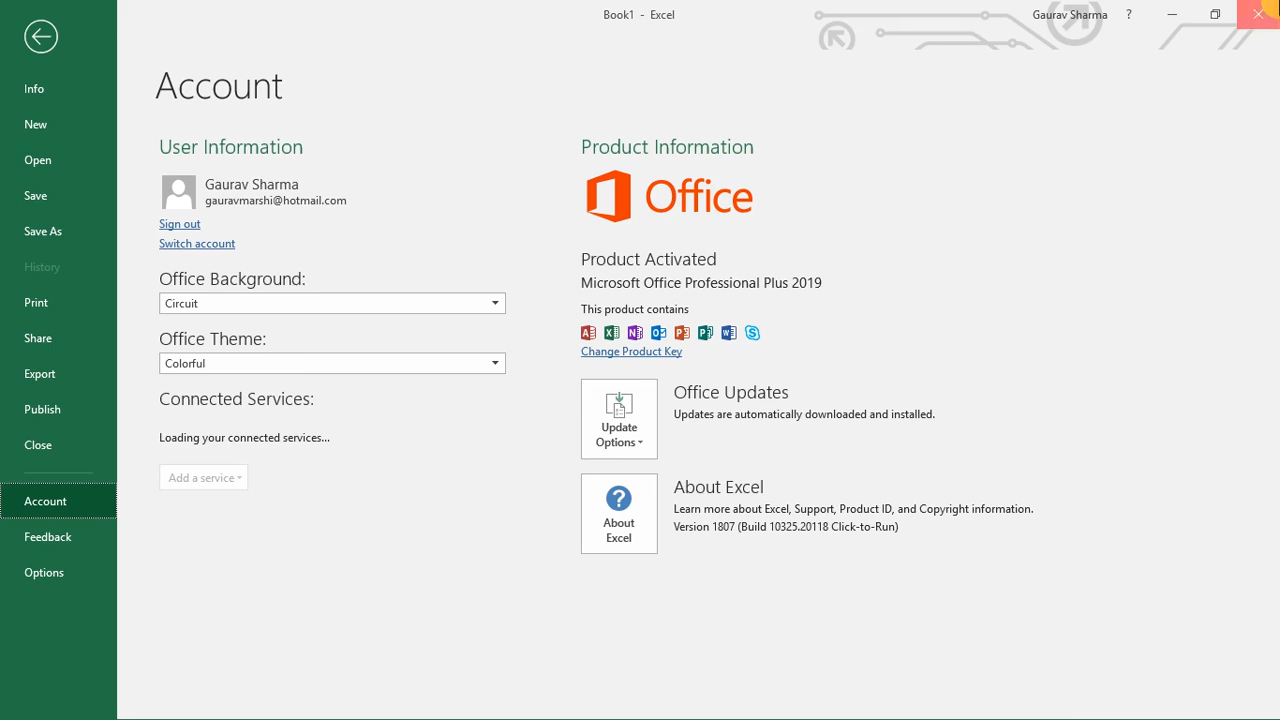 Book1 - Excel
Gaurav Sharma
?
Info
New
Open
Save
Save As
History
Print
Share
Export
Publish
Close
Account
Feedback
Options
Account
User Information
Gaurav Sharma
gauravmarshi@hotmail.com
Sign out
Switch account
Office Background:
Circuit
Office Theme:
Colorful
Connected Services:
Loading your connected services...
Add a service
Product Information
Office
Product Activated
Microsoft Office Professional Plus 2019
This product contains
Change Product Key
Update
Options
Office Updates
Updates are automatically downloaded and installed.
About
Excel
About Excel
Learn more about Excel, Support, Product ID, and Copyright information.
Version 1807 (Build 10325.20118 Click-to-Run)